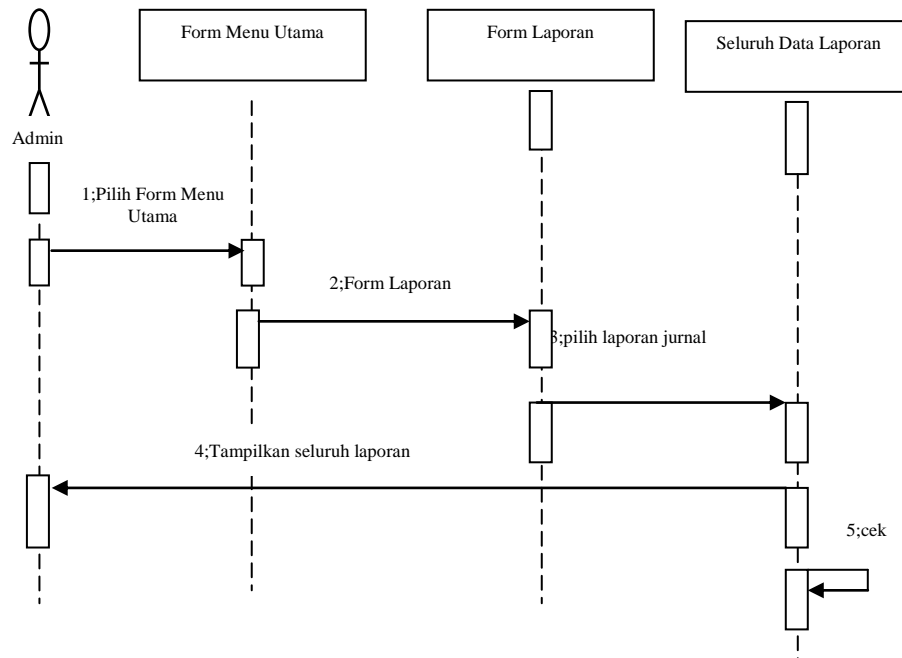 Form Menu Utama
Form Laporan
Seluruh Data Laporan
Admin
1;Pilih Form Menu
Utama
2;Form Laporan
3;pilih laporan jurnal
4;Tampilkan seluruh laporan
5;cek